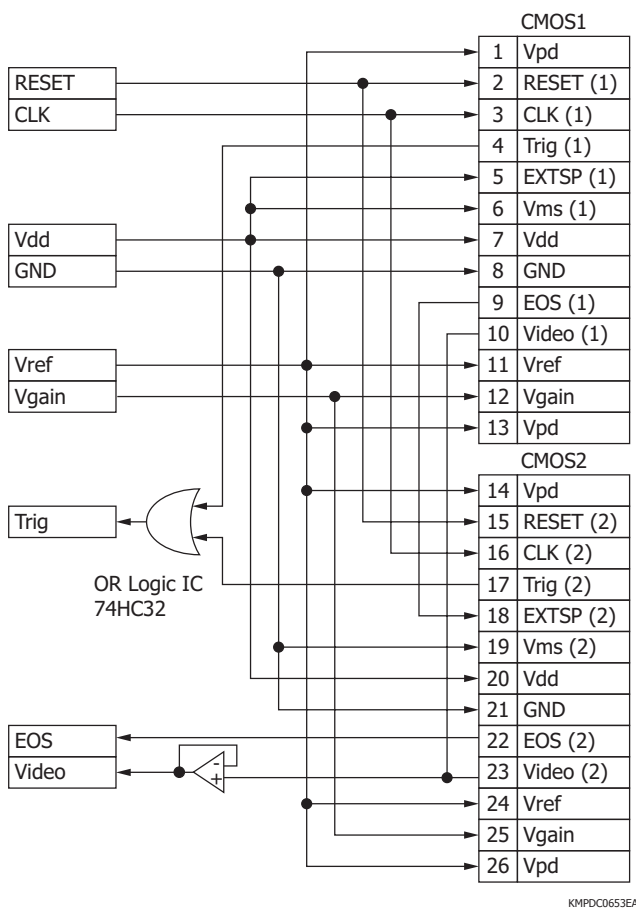 CMOS1
1 Vpd
RESET 2 RESET (1)
CLK 3 CLK (1)
4 Trig (1)
5 EXTSP (1)
6 Vms (1)
Vdd 7 Vdd
GND 8 GND
9 EOS (1)
10 Video (1)
Vref 11 Vref
Vgain 12 Vgain
13 Vpd
CMOS2
14 Vpd
Trig 15 RESET (2)
16 CLK (2)
OR Logic IC 17 Trig (2)
74HC32
18 EXTSP (2)
19 Vms (2)
20 Vdd
21 GND
EOS 22 EOS (2)
Video - + 23 Video (2)
24 Vref
25 Vgain
26 Vpd
KMPDC0653EA